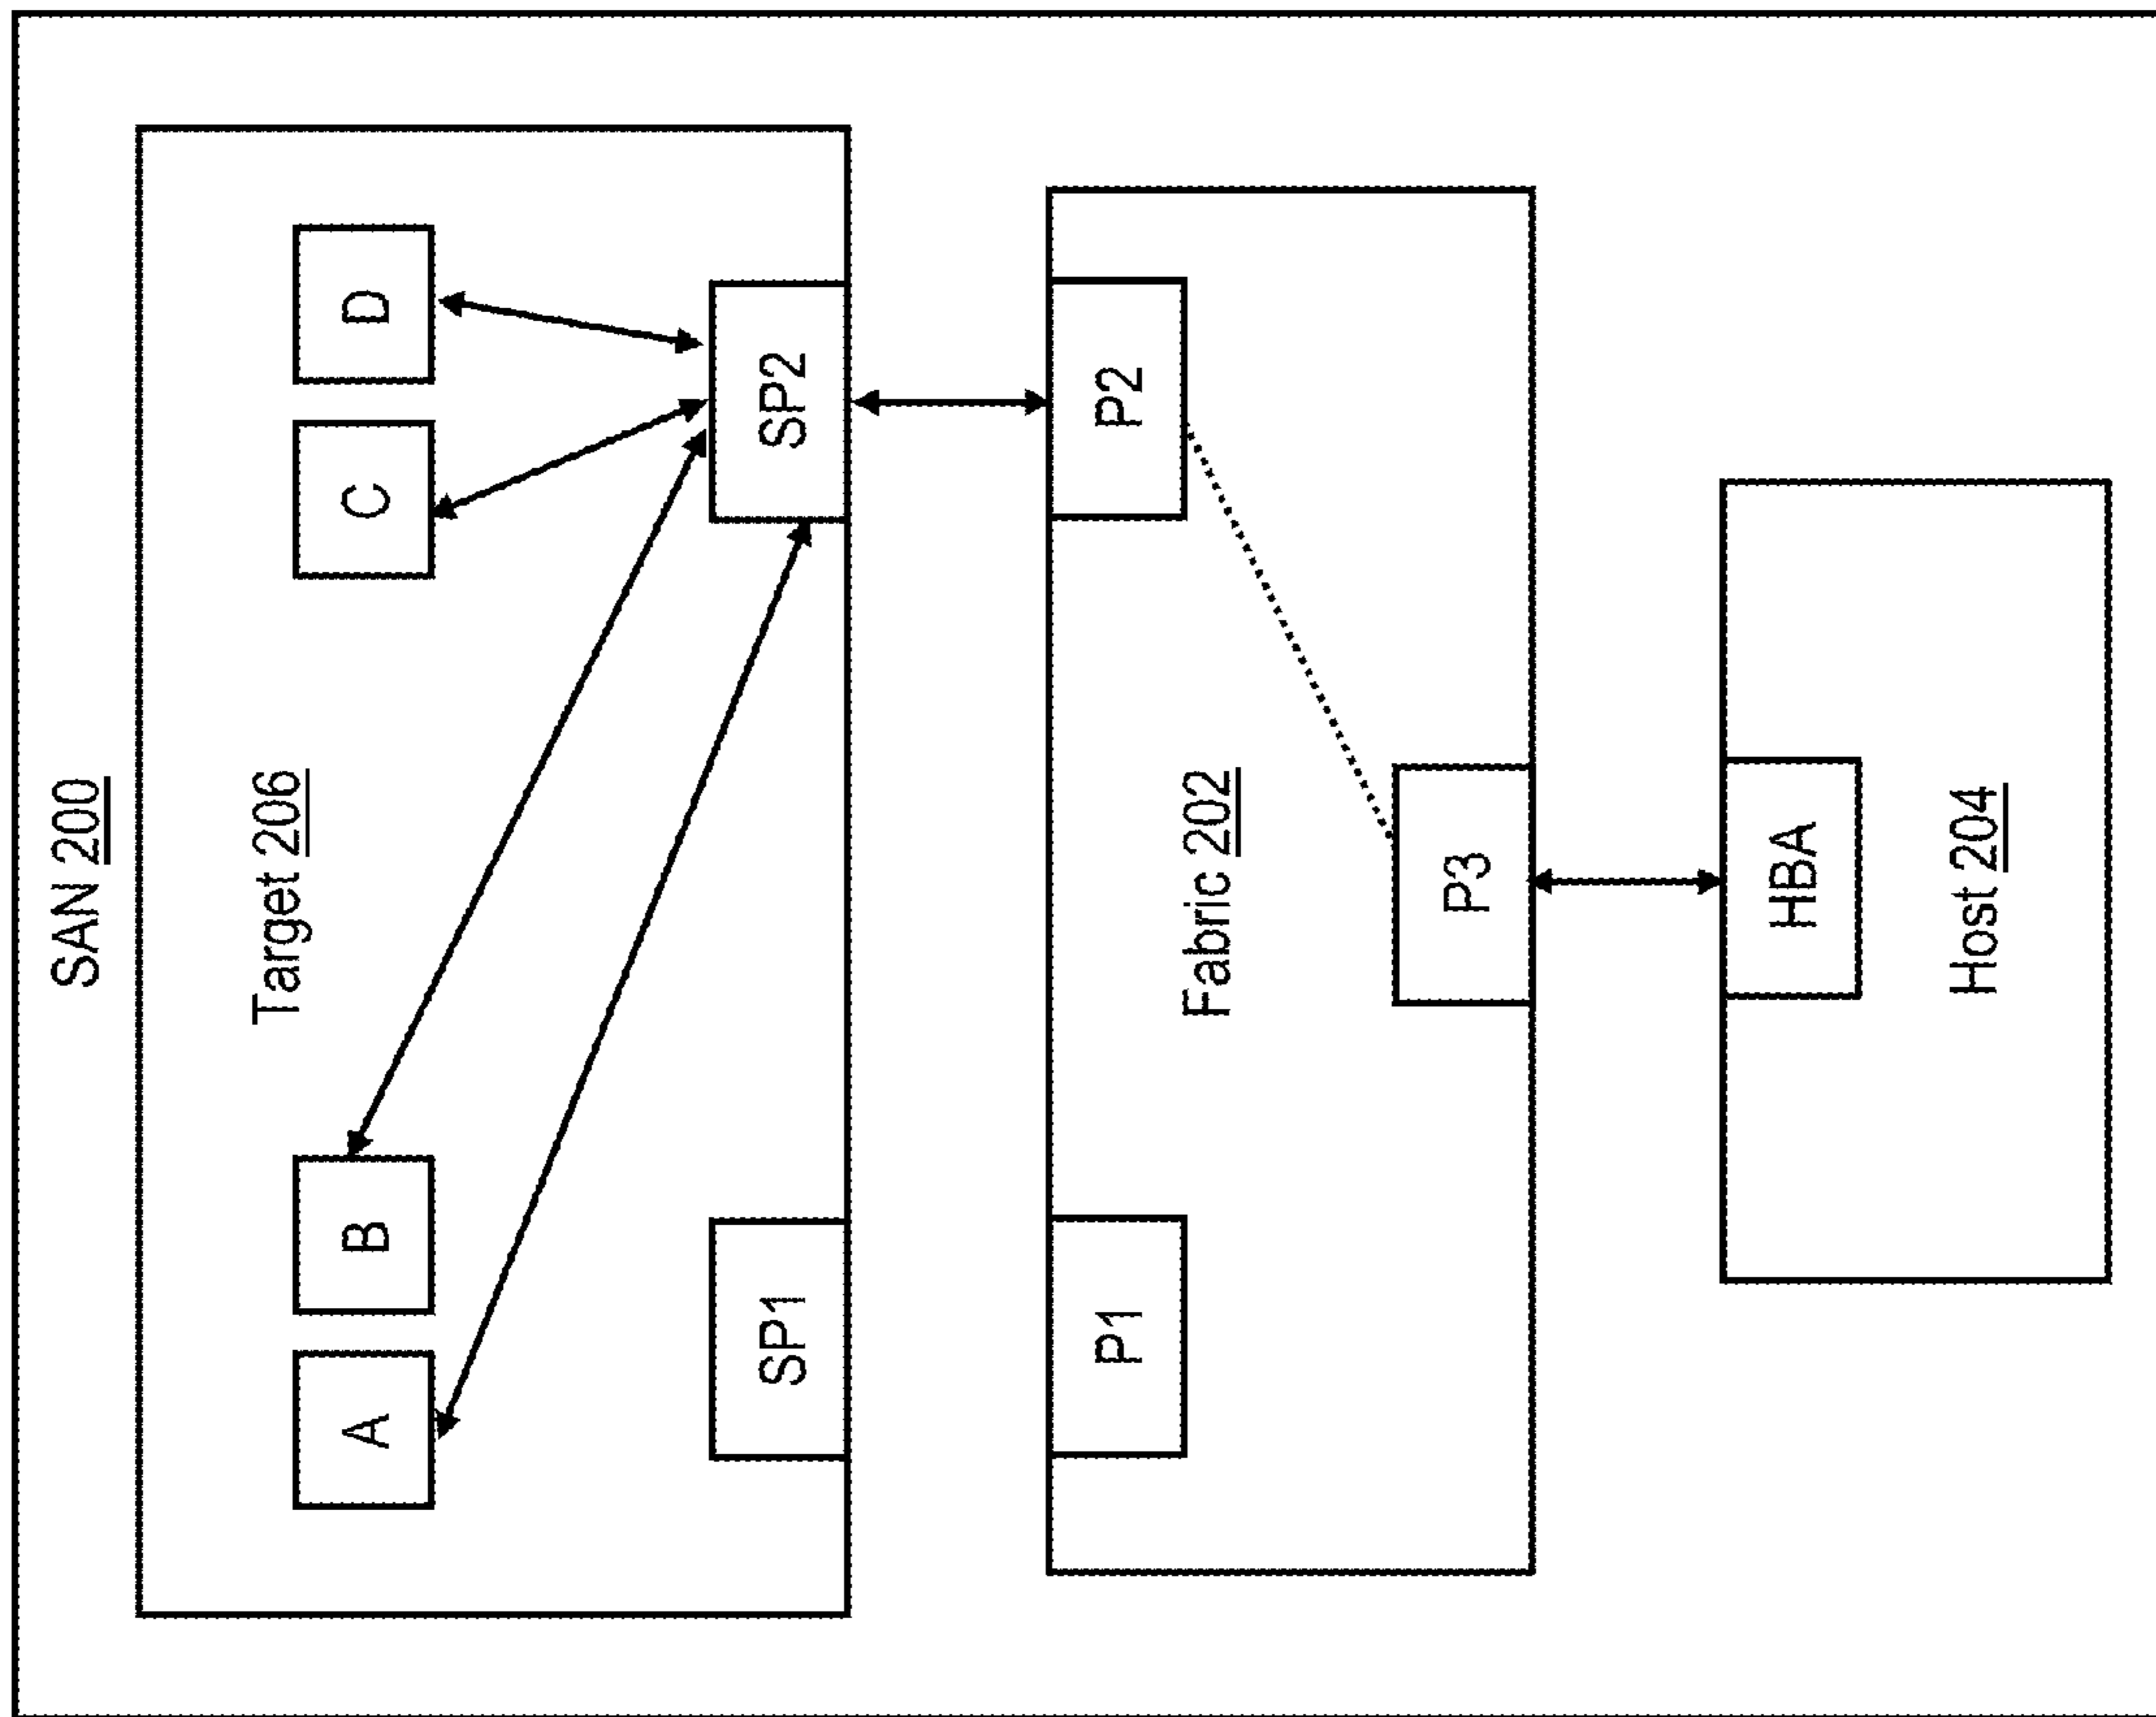 SAN 200
Target 206
A
B
C
D
SP1
SP2
P1
P2
Fabric 202
P3
HBA
Host 204